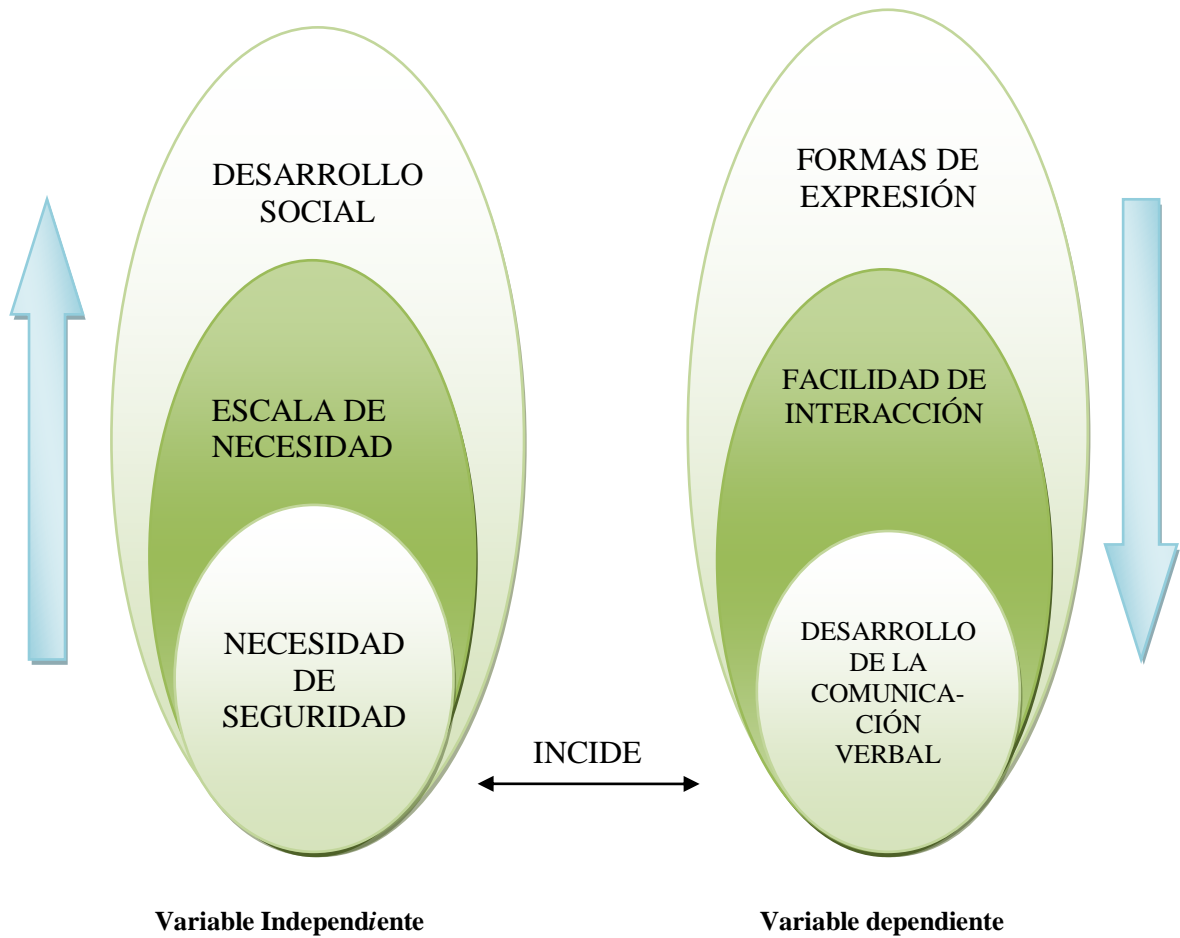 DESARROLLO
SOCIAL
ESCALA DE
NECESIDAD
NECESIDAD
DE
SEGURIDAD
FORMAS DE
EXPRESIÓN
FACILIDAD DE
INTERACCIÓN
DESARROLLO
DE LA
COMUNICA-
CIÓN
VERBAL
INCIDE
Variable Independiente
Variable dependiente